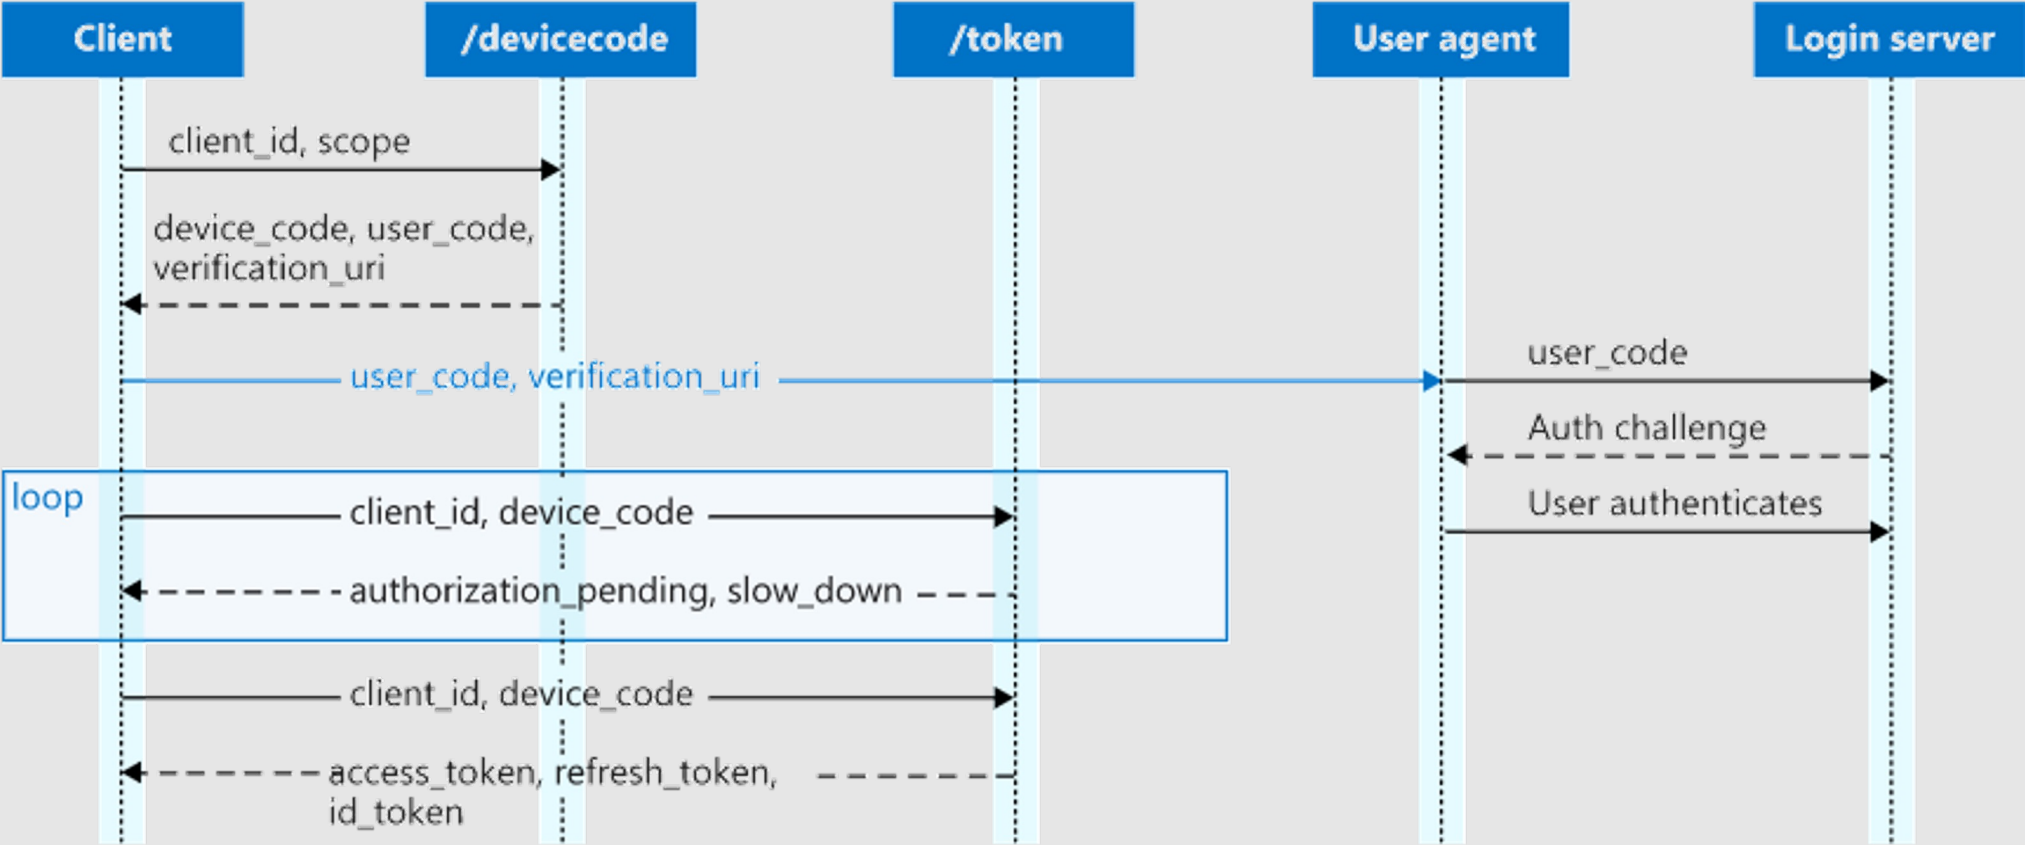 Client
/devicecode
/token
User agent
Login server
client_id, scope
device_code, user_code,
verification_uri
user_code, verification_uri
user_code
Auth challenge
User authenticates
loop
client_id, device_code
authorization_pending, slow_down
client_id, device_code
access_token, refresh_token,
id_token